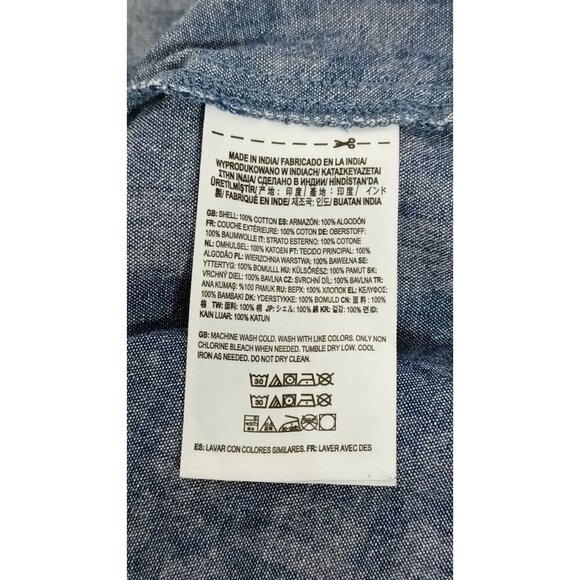 MADE IN INDIA/ FABRICADO EN LA INDIA/
WYPRODUKOWANO W INDIACH/ ΚΑΤΑΣΚΕΥΑΖΕΤΑΙ
ΣΤΗΝ ΙΝΔΙΑ/ СДЕЛАНО В ИНДИИ/ HİNDİSTAN'DA
ÜRETİLMİŞTİR/ 产 地 : 印 度 / 產 地 : 印 度 / イ ン ド
製/ FABRIQUÉ EN INDE/ 제조국: 인도/ BUATAN INDIA
GB: SHELL: 100% COTTON ES: ARMAZÓN: 100% ALGODÓN
FR: COUCHE EXTÉRIEURE: 100% COTON DE: OBERSTOFF:
100% BAUMWOLLE IT: STRATO ESTERNO: 100% COTONE
NL: OMHULSEL: 100% KATOEN PT: TECIDO PRINCIPAL: 100%
ALGODÃO PL: WIERZCHNIA WARSTWA: 100% BAWEŁNA SE:
YTTERTYG: 100% BOMULL HU: KÜLSŐRÉSZ: 100% PAMUT SK:
VRCHNÝ DIEL: 100% BAVLNA CZ: SVRCHNÍ DÍL: 100% BAVLNA TR:
ANA KUMAŞ: %100 PAMUK RU: ВЕРХ: 100% ХЛОПОК EL: ΚΕΛΥΦΟΣ:
100% ΒΑΜΒΑΚΙ DK: YDERSTYKKE: 100% BOMULD CN: 面料: 100%
棉 TW: 面料: 100% 棉 JP: シェル: 100% 綿 KR: 겉감: 100% 면 ID:
KAIN LUAR: 100% KATUN
GB: MACHINE WASH COLD. WASH WITH LIKE COLORS. ONLY NON
CHLORINE BLEACH WHEN NEEDED. TUMBLE DRY LOW. COOL
IRON AS NEEDED. DO NOT DRY CLEAN.
30
30
ES: LAVAR CON COLORES SIMILARES. FR: LAVER AVEC DES